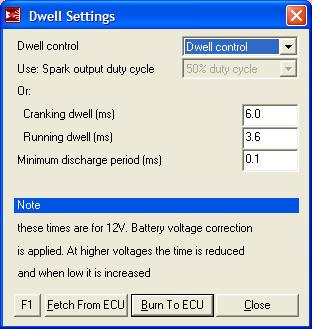 Dwell Settings
Dwell control Dwell control
Use: Spark output duty cycle 50% duty cycle
Or:
Cranking dwell (ms) 6.0
Running dwell (ms) 3.6
Minimum discharge period (ms) 0.1
Note
these times are for 12V. Battery voltage correction
is applied. At higher voltages the time is reduced
and when low it is increased
F1 Fetch From ECU Burn To ECU Close